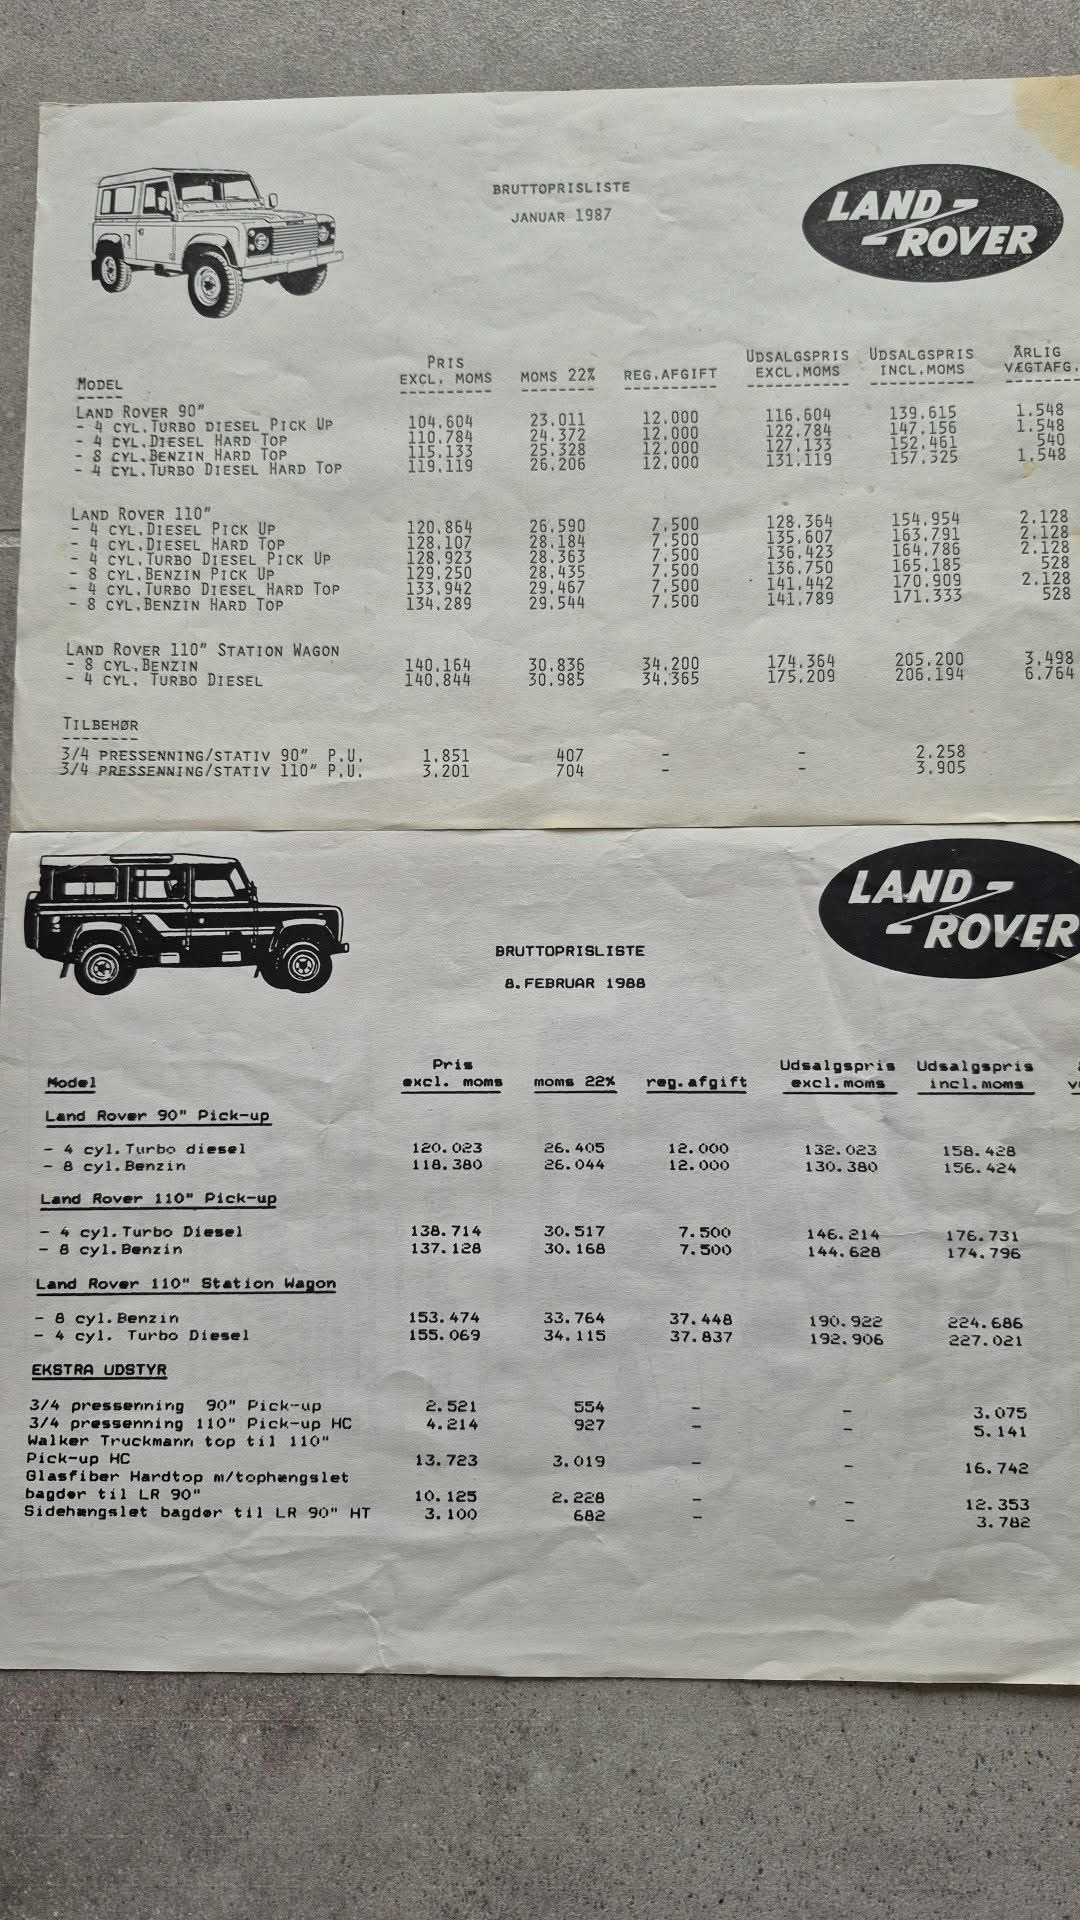 BRUTTOPRISLISTE
JANUAR 1987
LAND ROVER
MODEL PRIS EXCL. MOMS MOMS 22% REG.AFGIFT UDSALGSPRIS EXCL.MOMS UDSALGSPRIS INCL.MOMS ÅRLIG VÆGTAFG.
LAND ROVER 90"
- 4 CYL.TURBO DIESEL PICK UP 104.604 23.011 12.000 116.604 139.615 1.548
- 4 CYL.DIESEL HARD TOP 110.784 24.372 12.000 122.784 147.156 1.548
- 8 CYL.BENZIN HARD TOP 115.133 25.328 12.000 127.133 152.461 540
- 4 CYL.TURBO DIESEL HARD TOP 119.119 26.206 12.000 131.119 157.325 1.548
LAND ROVER 110"
- 4 CYL.DIESEL PICK UP 120.864 26.590 7.500 128.364 154.954 2.128
- 4 CYL.DIESEL HARD TOP 128.107 28.184 7.500 135.607 163.791 2.128
- 4 CYL.TURBO DIESEL PICK UP 128.923 28.363 7.500 136.423 164.786 2.128
- 8 CYL.BENZIN PICK UP 129.250 28.435 7.500 136.750 165.185 528
- 4 CYL.TURBO DIESEL HARD TOP 133.942 29.467 7.500 141.442 170.909 2.128
- 8 CYL.BENZIN HARD TOP 134.289 29.544 7.500 141.789 171.333 528
LAND ROVER 110" STATION WAGON
- 8 CYL.BENZIN 140.164 30.836 34.200 174.364 205.200 3.498
- 4 CYL. TURBO DIESEL 140.844 30.985 34.365 175.209 206.194 6.764
TILBEHØR
3/4 PRESSENNING/STATIV 90" P.U. 1.851 407 - - 2.258
3/4 PRESSENNING/STATIV 110" P.U. 3.201 704 - - 3.905
LAND ROVER
BRUTTOPRISLISTE
8.FEBRUAR 1988
Model Pris excl. moms moms 22% reg.afgift Udsalgspris excl.moms Udsalgspris incl.moms
Land Rover 90" Pick-up
- 4 cyl.Turbo diesel 120.023 26.405 12.000 132.023 158.428
- 8 cyl.Benzin 118.380 26.044 12.000 130.380 156.424
Land Rover 110" Pick-up
- 4 cyl.Turbo Diesel 138.714 30.517 7.500 146.214 176.731
- 8 cyl.Benzin 137.128 30.168 7.500 144.628 174.796
Land Rover 110" Station Wagon
- 8 cyl.Benzin 153.474 33.764 37.448 190.922 224.686
- 4 cyl. Turbo Diesel 155.069 34.115 37.837 192.906 227.021
EKSTRA UDSTYR
3/4 pressenning 90" Pick-up 2.521 554 - - 3.075
3/4 pressenning 110" Pick-up HC 4.214 927 - - 5.141
Walker Truckmann top til 110"
Pick-up HC 13.723 3.019 - - 16.742
Glasfiber Hardtop m/tophængslet
bagdør til LR 90" 10.125 2.228 - - 12.353
Sidehængslet bagdør til LR 90" HT 3.100 682 - - 3.782